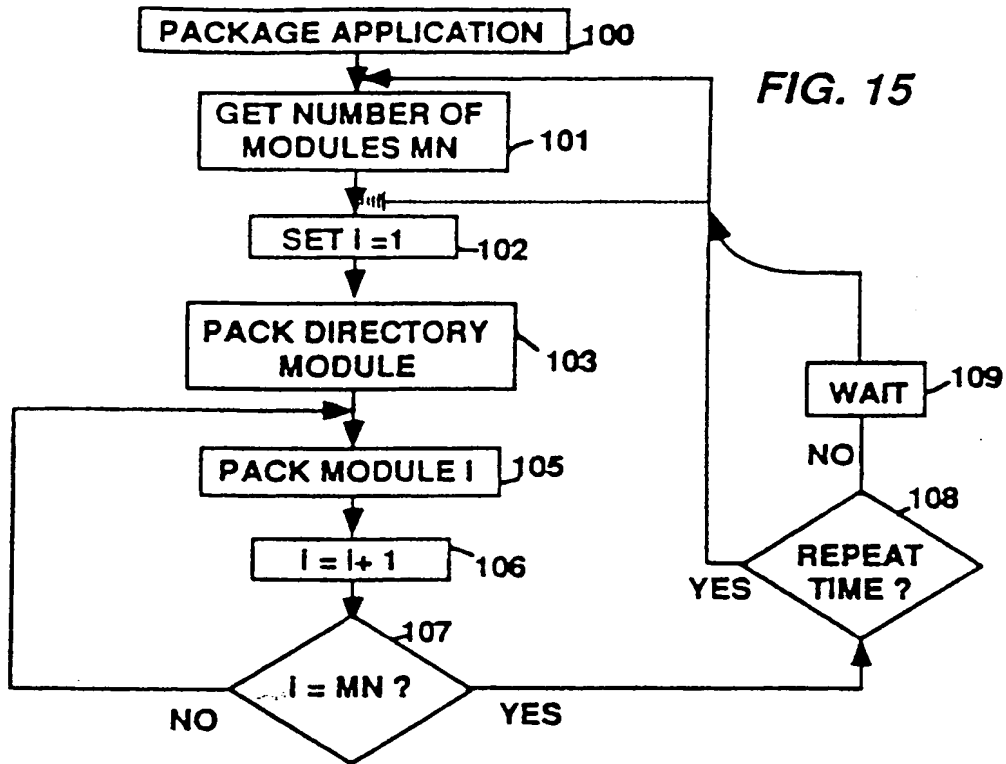 PACKAGE APPLICATION
100
FIG. 15
GET NUMBER OF
MODULES MN
101
SET I =1
102
PACK DIRECTORY
MODULE
103
WAIT
109
NO
PACK MODULE I
105
108
REPEAT
TIME ?
YES
I = I+ 1
106
107
I = MN ?
NO
YES